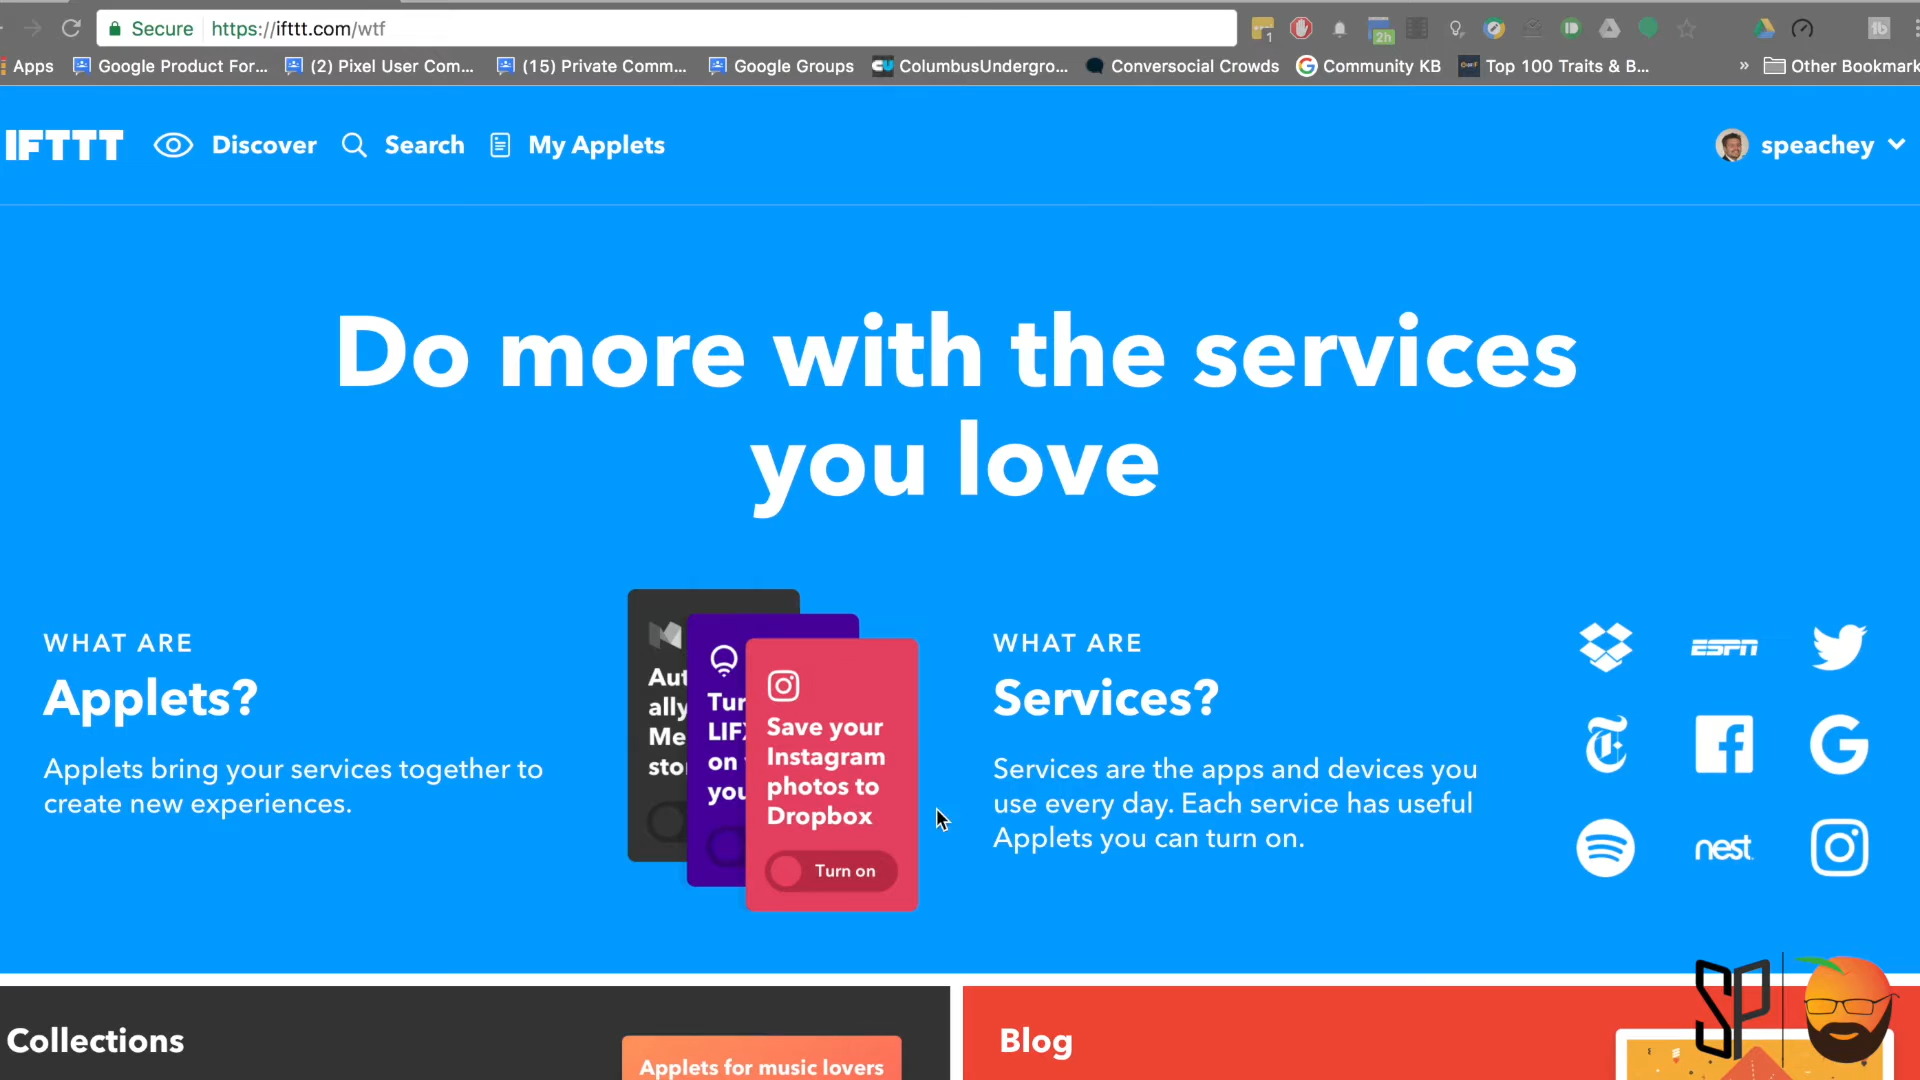 Secure https://ifttt.com/wtf
1
2h
Apps Google Product For... (2) Pixel User Com... (15) Private Comm... Google Groups ColumbusUndergro... Conversocial Crowds Community KB Top 100 Traits & B... » Other Bookmark
IFTTT Discover Search My Applets speachey
Do more with the services
you love
WHAT ARE
Applets?
Applets bring your services together to
create new experiences.
Aut
ally
Me
sto
Tur
LIFX
on
you
Save your
Instagram
photos to
Dropbox
Turn on
WHAT ARE
Services?
Services are the apps and devices you
use every day. Each service has useful
Applets you can turn on.
ESPN
nest
Collections
Applets for music lovers
Blog
SP